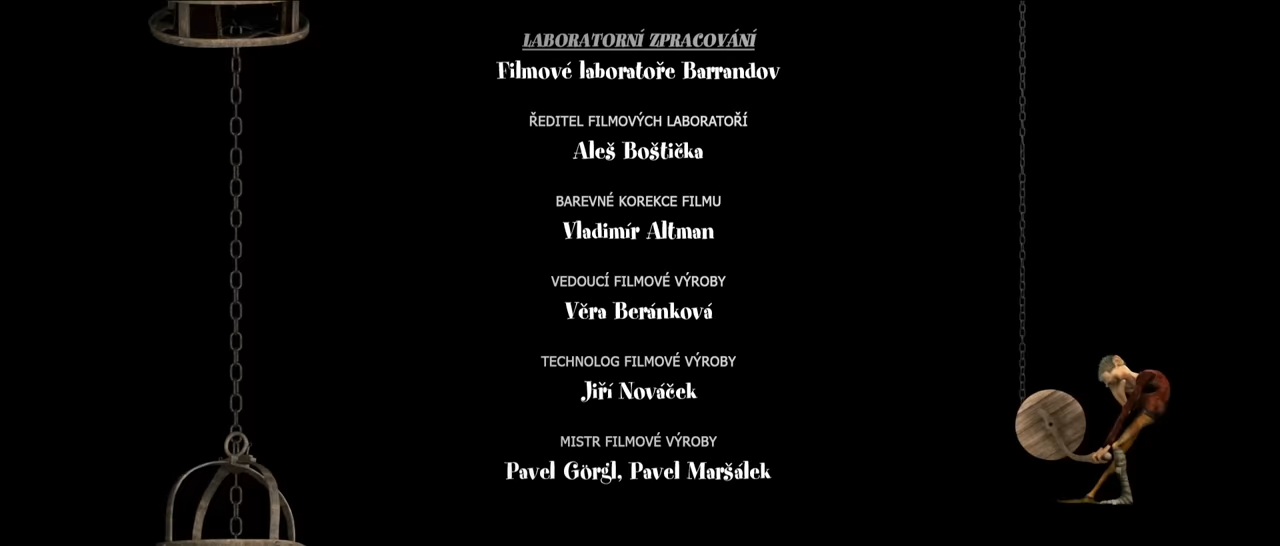 LABORATORNÍ ZPRACOVÁNÍ
Filmové laboratoře Barrandov
ŘEDITEL FILMOVÝCH LABORATOŘÍ
Aleš Boštička
BAREVNÉ KOREKCE FILMU
Vladimír Altman
VEDOUCÍ FILMOVÉ VÝROBY
Věra Beránková
TECHNOLOG FILMOVÉ VÝROBY
Jiří Nováček
MISTR FILMOVÉ VÝROBY
Pavel Görgl, Pavel Maršálek